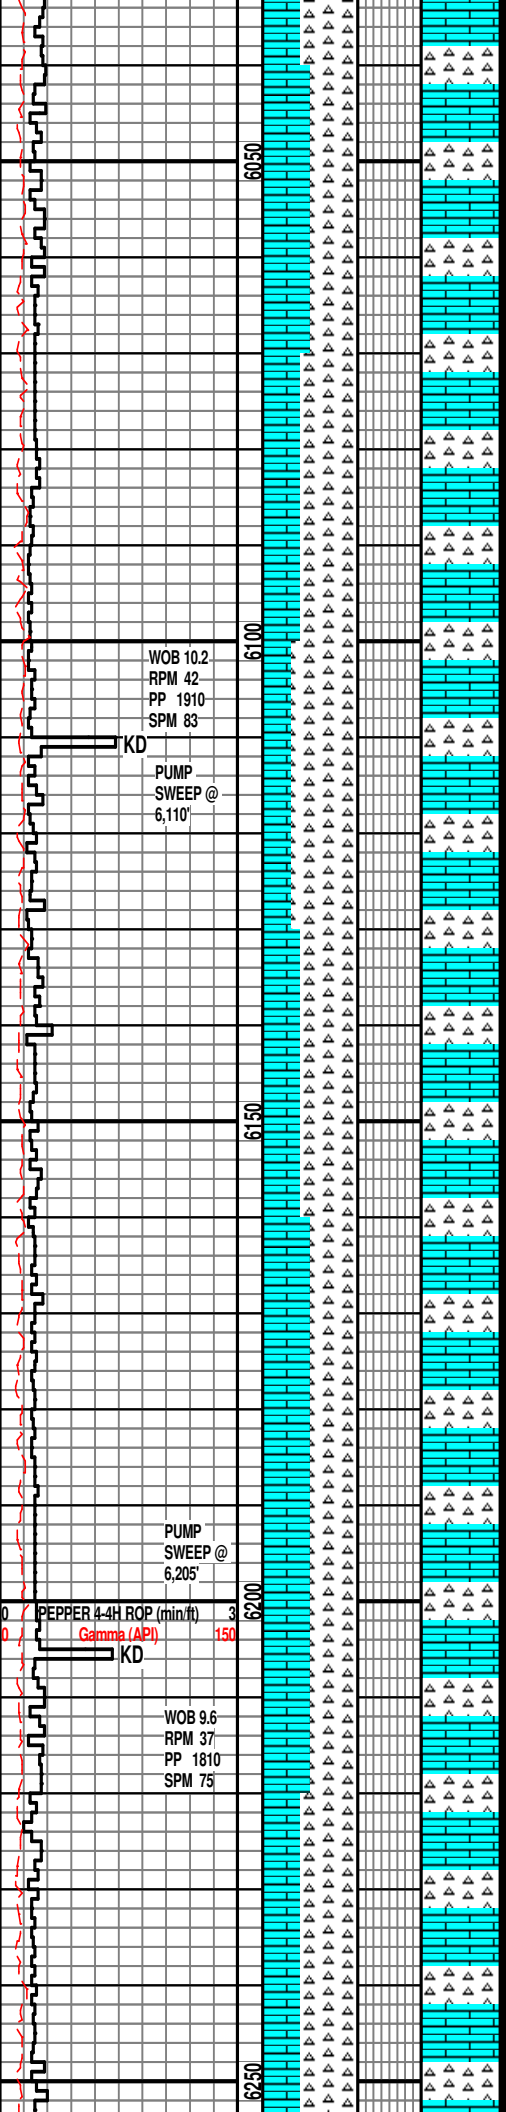 6050
6100
WOB 10.2
RPM 42
PP 1910
SPM 83
KD
PUMP
SWEEP @
6,110'
6150
PUMP
SWEEP @
6,205'
6200
0 PEPPER 4-4H ROP (min/ft) 3
0 Gamma (API) 150
KD
WOB 9.6
RPM 37
PP 1810
SPM 75
6250